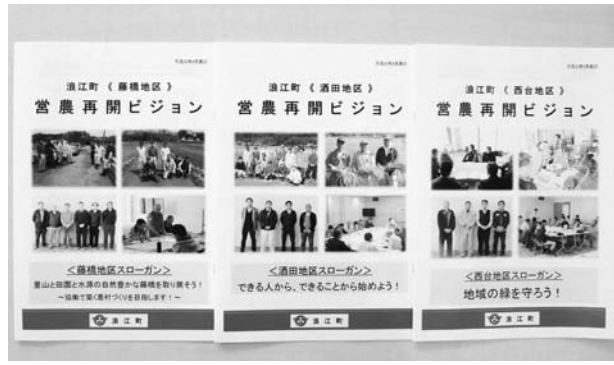 浪江町 《 藤橋地区 》
営農再開ビジョン
<藤橋地区スローガン>
里山と田園と水源の自然豊かな藤橋を取り戻そう!
~協働で築く農村づくりを目指します!~
浪江町
浪江町 《 酒田地区 》
営農再開ビジョン
<酒田地区スローガン>
できる人から、できることから始めよう!
浪江町
浪江町 《 西台地区 》
営農再開ビジョン
<西台地区スローガン>
地域の緑を守ろう!
浪江町